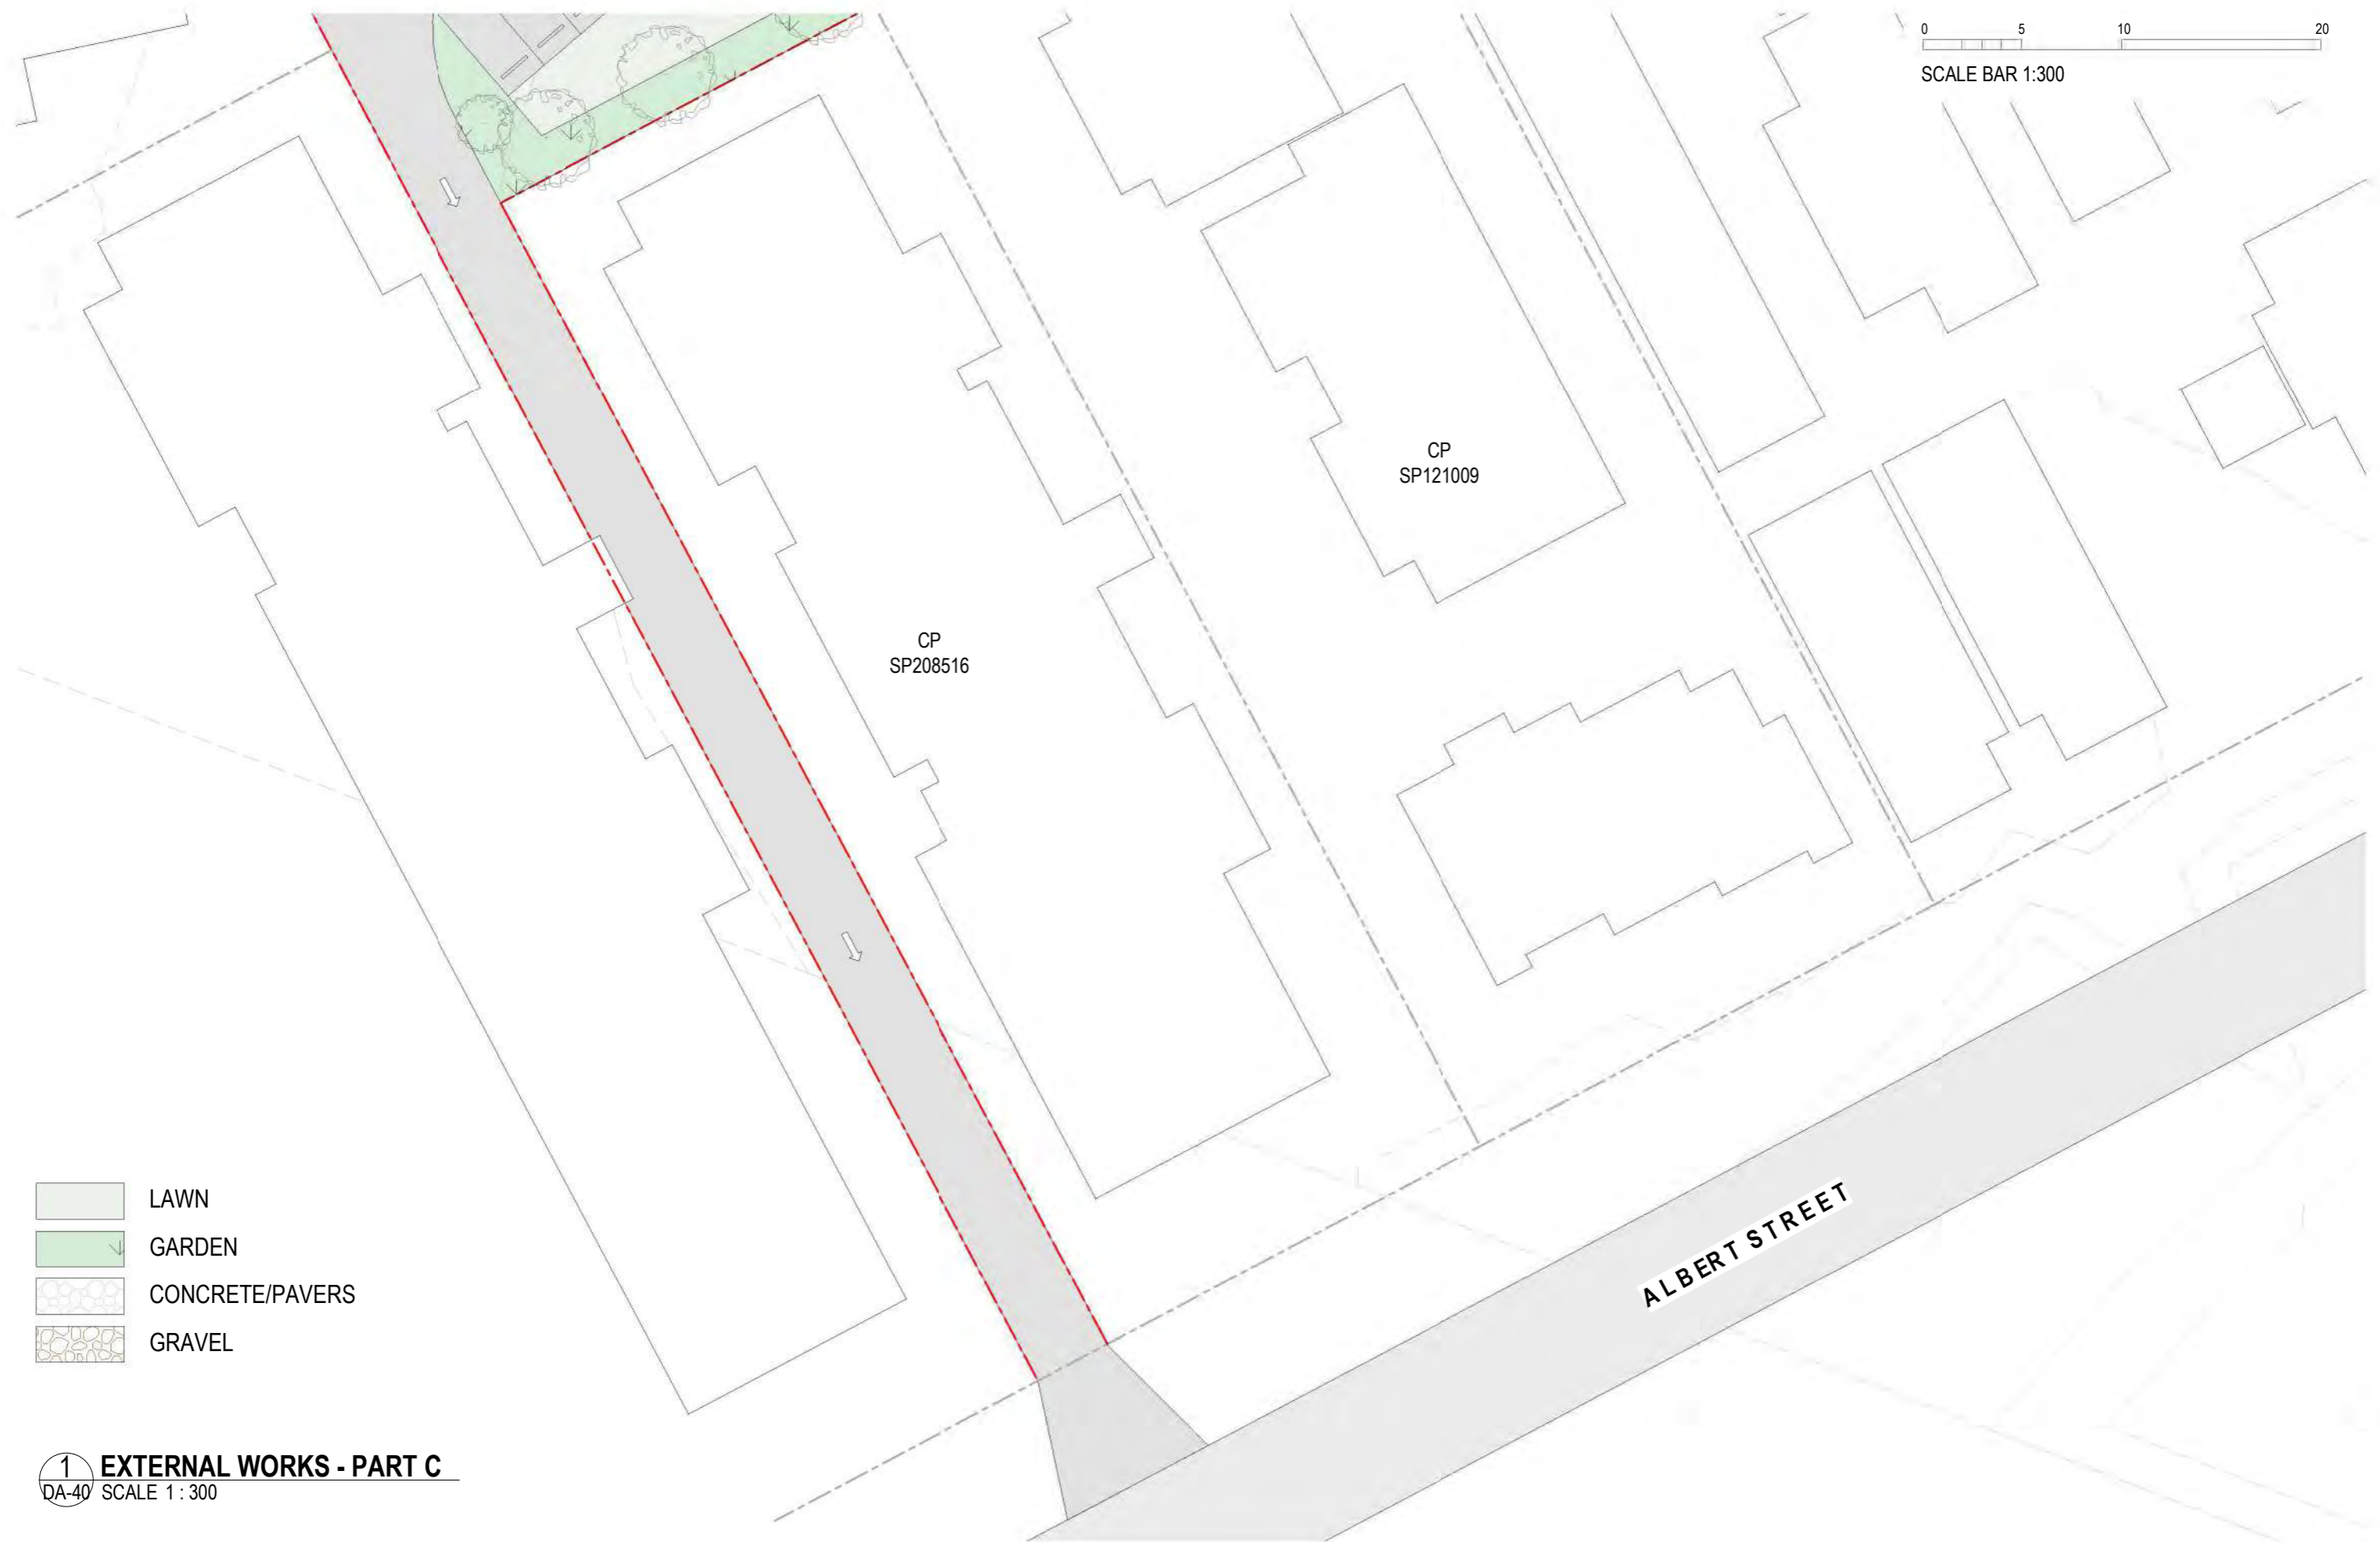 0 5 10 20
SCALE BAR 1:300
CP
SP121009
CP
SP208516
ALBERT STREET
LAWN
GARDEN
CONCRETE/PAVERS
GRAVEL
1 EXTERNAL WORKS - PART C
DA-40 SCALE 1 : 300